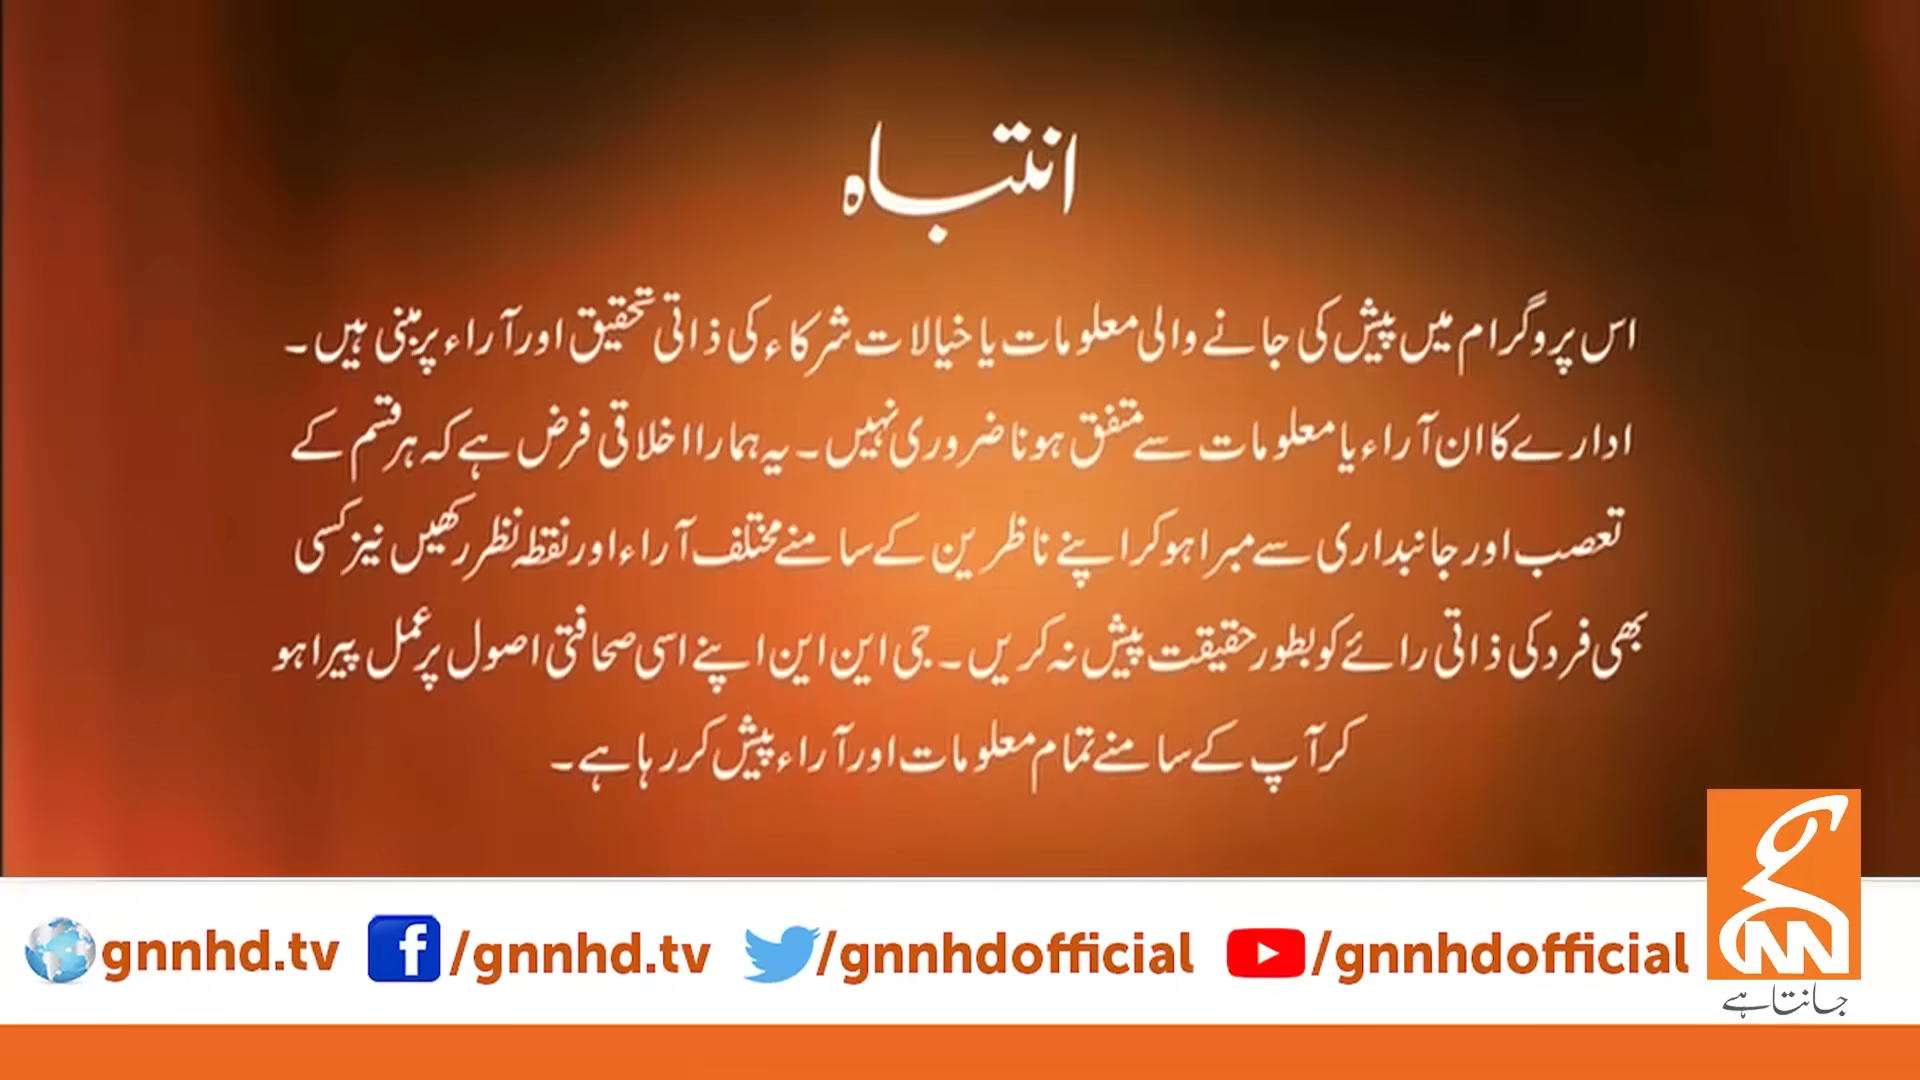 انتباہ
اس پروگرام میں پیش کی جانے والی معلومات یا خیالات شرکاء کی ذاتی تحقیق اور آراء پر مبنی ہیں۔
ادارے کا ان آراء یا معلومات سے متفق ہونا ضروری نہیں۔ یہ ہمارا اخلاقی فرض ہے کہ ہر قسم کے
تعصب اور جانبداری سے مبرا ہو کر اپنے ناظرین کے سامنے مختلف آراء اور نقطہ نظر رکھیں نیز کسی
بھی فرد کی ذاتی رائے کو بطور حقیقت پیش نہ کریں۔ جی این این اپنے اسی صحافتی اصول پر عمل پیرا ہو
کر آپ کے سامنے تمام معلومات اور آراء پیش کر رہا ہے۔
gnnhd.tv f/gnnhd.tv /gnnhdofficial /gnnhdofficial
GNN
جانتا ہے